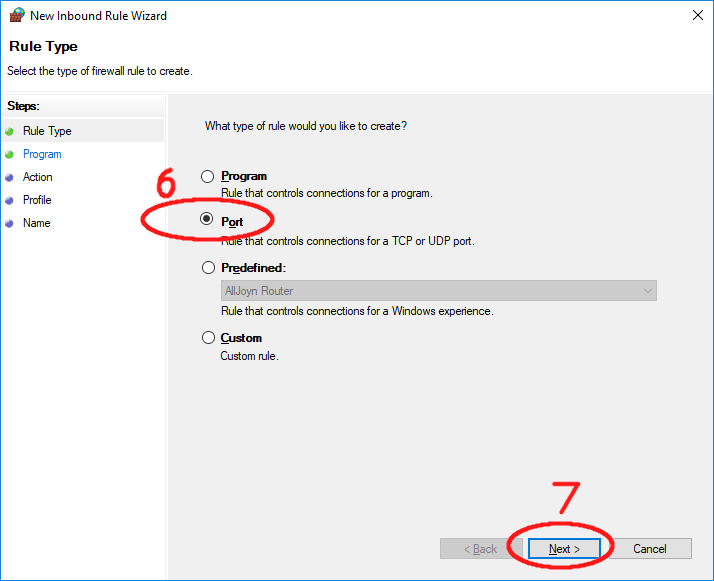 New Inbound Rule Wizard
Rule Type
Select the type of firewall rule to create.
Steps:
Rule Type
Program
Action
Profile
Name
What type of rule would you like to create?
6
Program
Rule that controls connections for a program.
Port
Rule that controls connections for a TCP or UDP port.
Predefined:
AllJoyn Router
Rule that controls connections for a Windows experience.
Custom
Custom rule.
7
< Back
Next >
Cancel